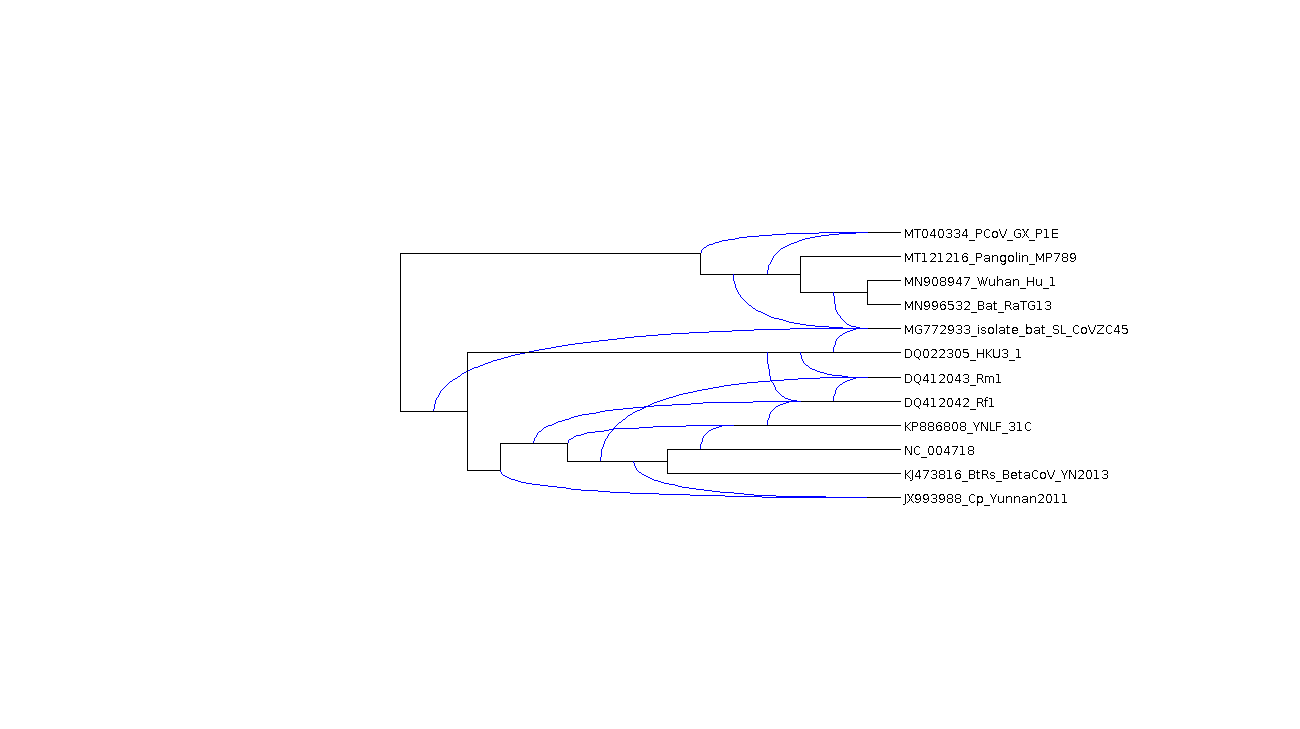 MT040334_PCoV_GX_P1E
MT121216_Pangolin_MP789
MN908947_Wuhan_Hu_1
MN996532_Bat_RaTG13
MG772933_isolate_bat_SL_CoVZC45
DQ022305_HKU3_1
DQ412043_Rm1
DQ412042_Rf1
KP886808_YNLF_31C
NC_004718
KJ473816_BtRs_BetaCoV_YN2013
JX993988_Cp_Yunnan2011